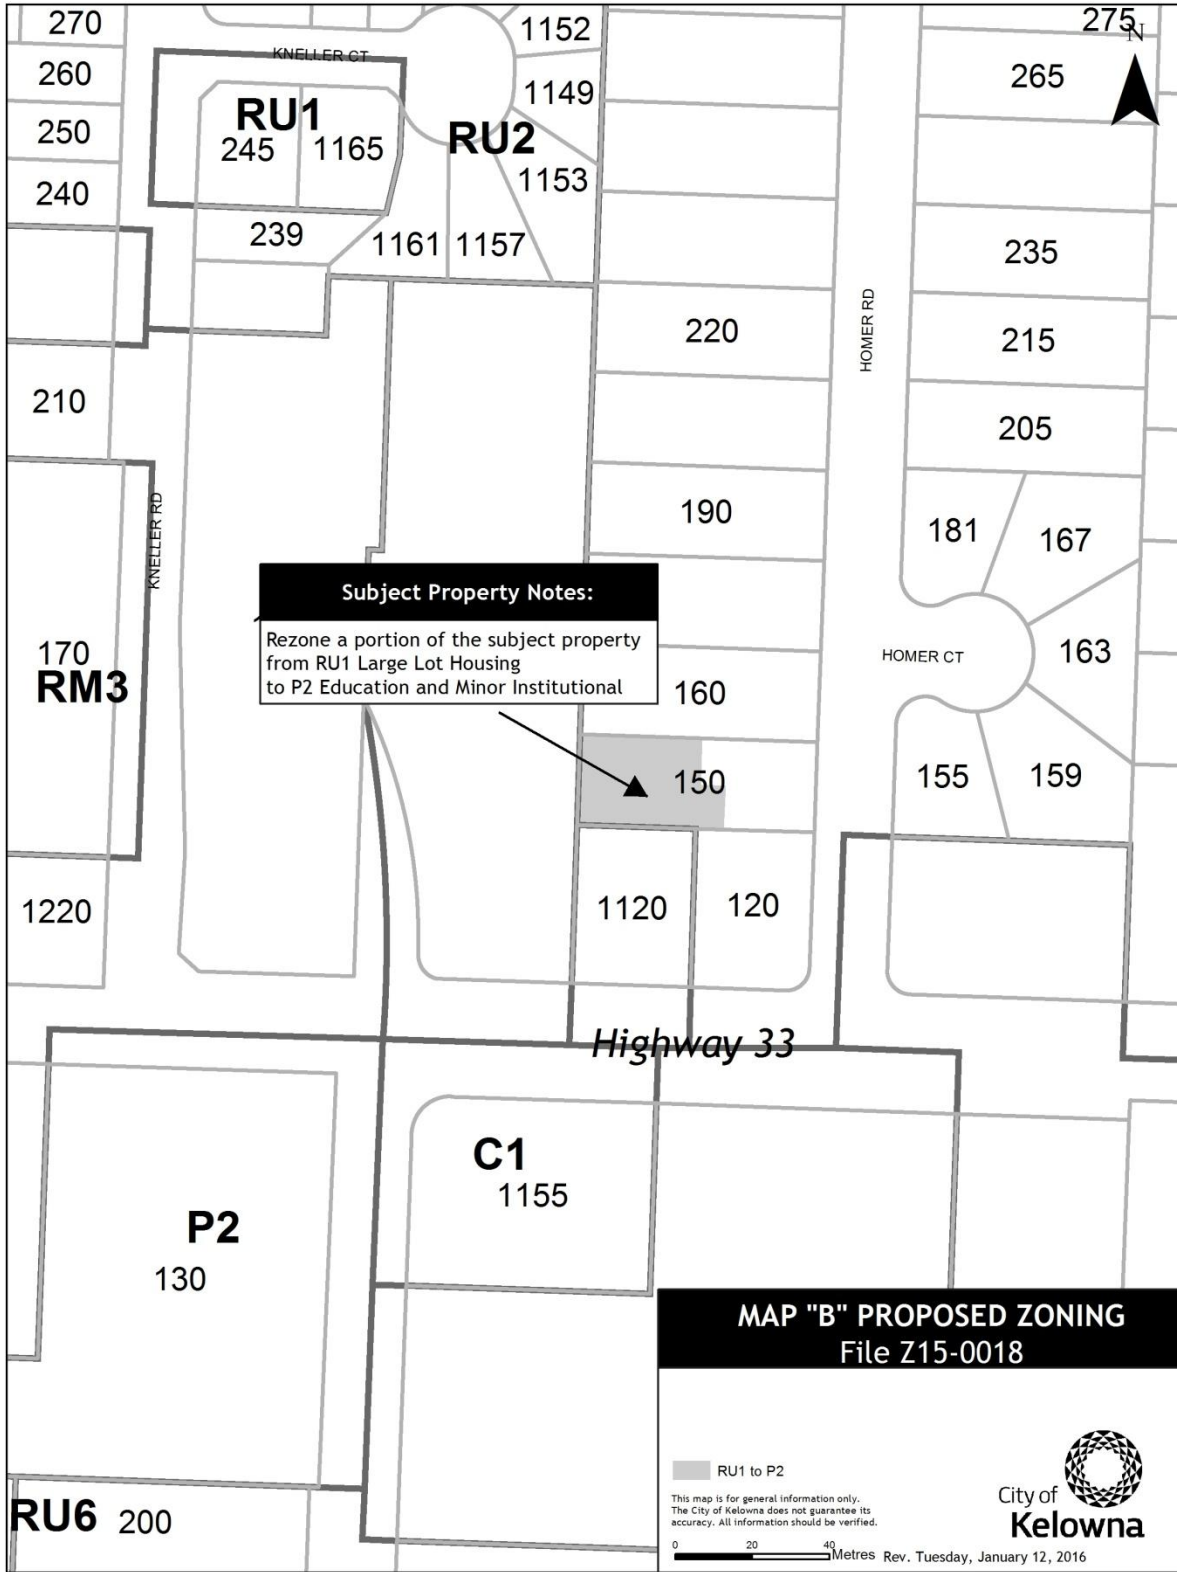 270
1152
275
N
KNELLER CT
260
265
1149
RU1
RU2
250
245
1165
1153
240
239
1161
1157
235
HOMER RD
220
215
210
205
190
181
167
KNELLER RD
Subject Property Notes:
Rezone a portion of the subject property
from RU1 Large Lot Housing
to P2 Education and Minor Institutional
170
RM3
HOMER CT
163
160
150
155
159
1220
1120
120
Highway 33
C1
1155
P2
130
MAP "B" PROPOSED ZONING
File Z15-0018
RU1 to P2
This map is for general information only.
The City of Kelowna does not guarantee its
accuracy. All information should be verified.
City of
Kelowna
0 20 40
Metres
Rev. Tuesday, January 12, 2016
RU6
200